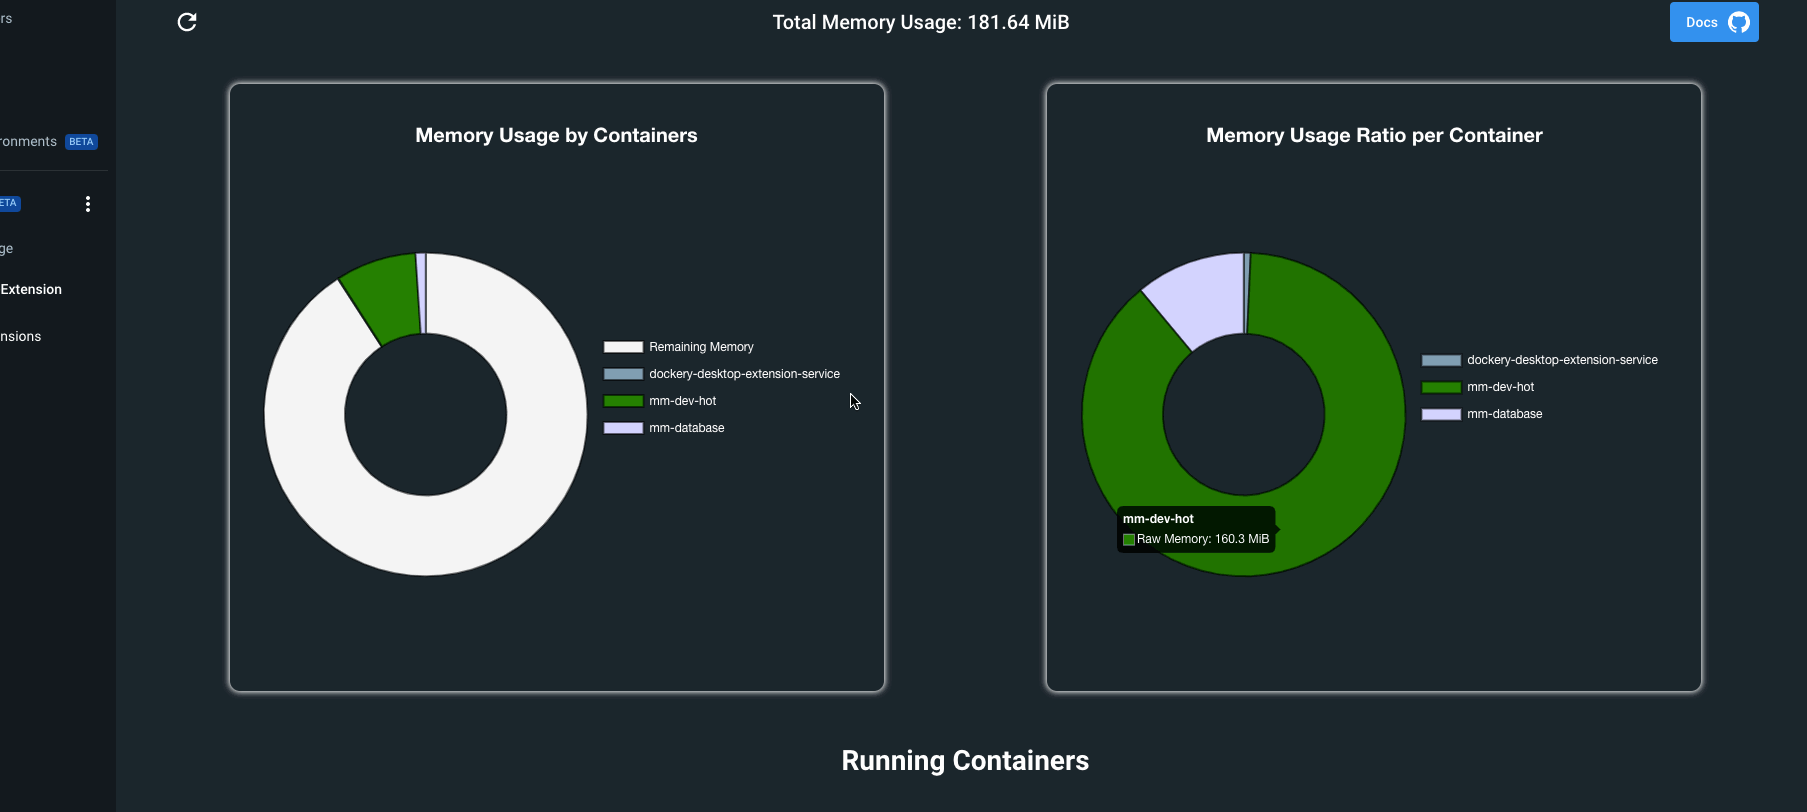 rs
Total Memory Usage: 181.64 MiB
Docs
ronments BETA
ETA
ge
Extension
nsions
Memory Usage by Containers
Remaining Memory
dockery-desktop-extension-service
mm-dev-hot
mm-database
Memory Usage Ratio per Container
dockery-desktop-extension-service
mm-dev-hot
mm-database
mm-dev-hot
Raw Memory: 160.3 MiB
Running Containers